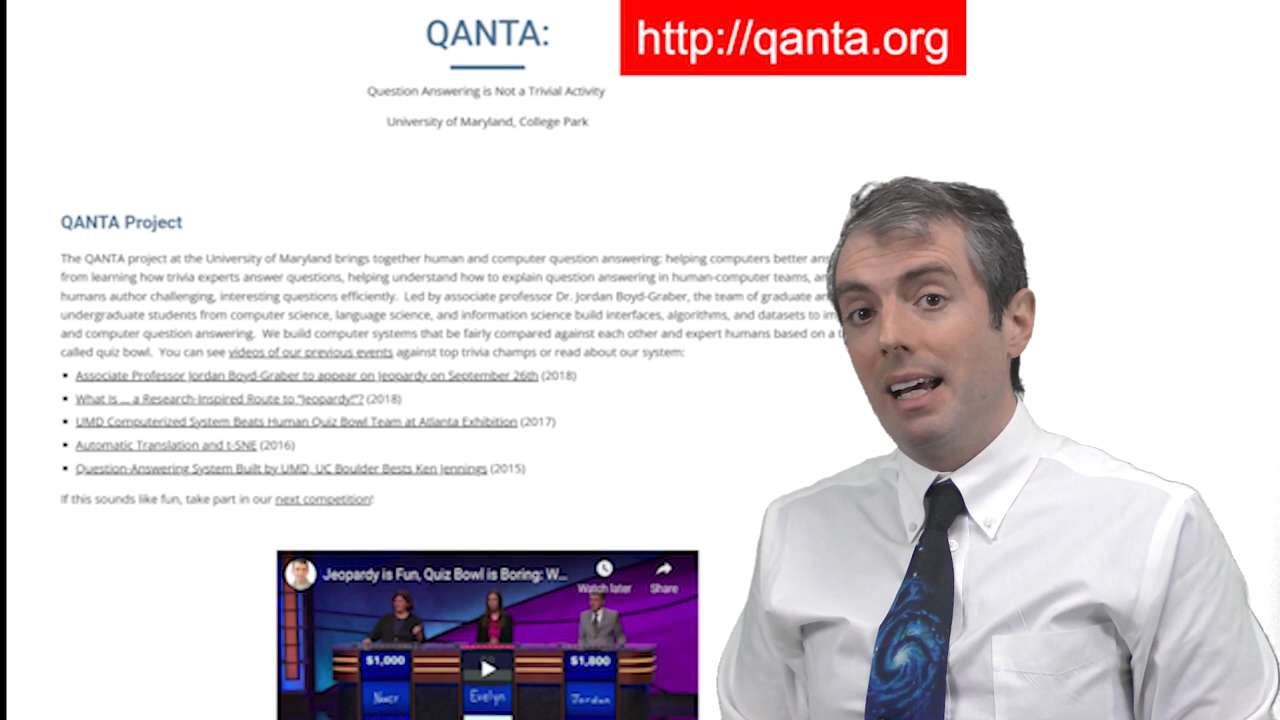 QANTA:
http://qanta.org
Question Answering is Not a Trivial Activity
University of Maryland, College Park
QANTA Project
The QANTA project at the University of Maryland brings together human and computer question answering: helping computers better
from learning how trivia experts answer questions, helping understand how to explain question answering in human-computer teams,
humans author challenging, interesting questions efficiently. Led by associate professor Dr. Jordan Boyd-Graber, the team of graduate
undergraduate students from computer science, language science, and information science build interfaces, algorithms, and datasets to
and computer question answering. We build computer systems that be fairly compared against each other and expert humans based on a
called quiz bowl. You can see videos of our previous events against top trivia champs or read about our system:
Associate Professor Jordan Boyd-Graber to appear on Jeopardy on September 26th (2018)
What Is ... a Research-Inspired Route to "Jeopardy!"? (2018)
UMD Computerized System Beats Human Quiz Bowl Team at Atlanta Exhibition (2017)
Automatic Translation and t-SNE (2016)
Question-Answering System Built by UMD, UC Boulder Bests Ken Jennings (2015)
If this sounds like fun, take part in our next competition!
Jeopardy is Fun, Quiz Bowl is Boring: W...
Watch later
Share
$1,000
$1,800
Evelyn
Jordan